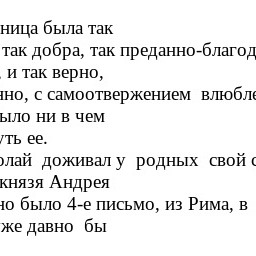 ница была так
так добра, так преданно-благод
, и так верно,
нно, с самоотвержением влюбле
ыло ни в чем
уть ее.
олай доживал у родных свой с
князя Андрея
но было 4-е письмо, из Рима, в
же давно бы